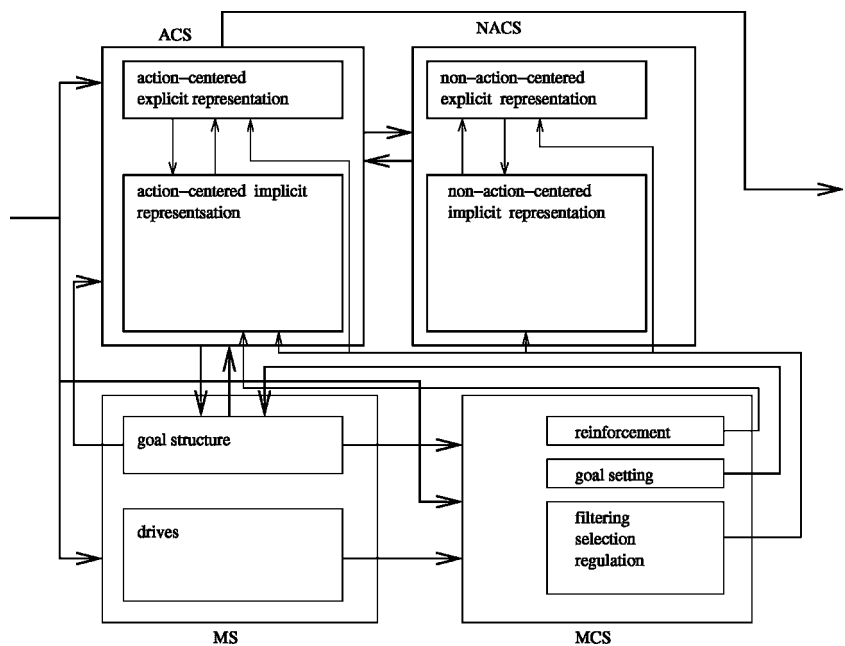 ACS
NACS
action–centered
explicit representation
non–action–centered
explicit representation
action–centered implicit
representsation
non–action–centered
implicit representation
goal structure
drives
reinforcement
goal setting
filtering
selection
regulation
MS
MCS